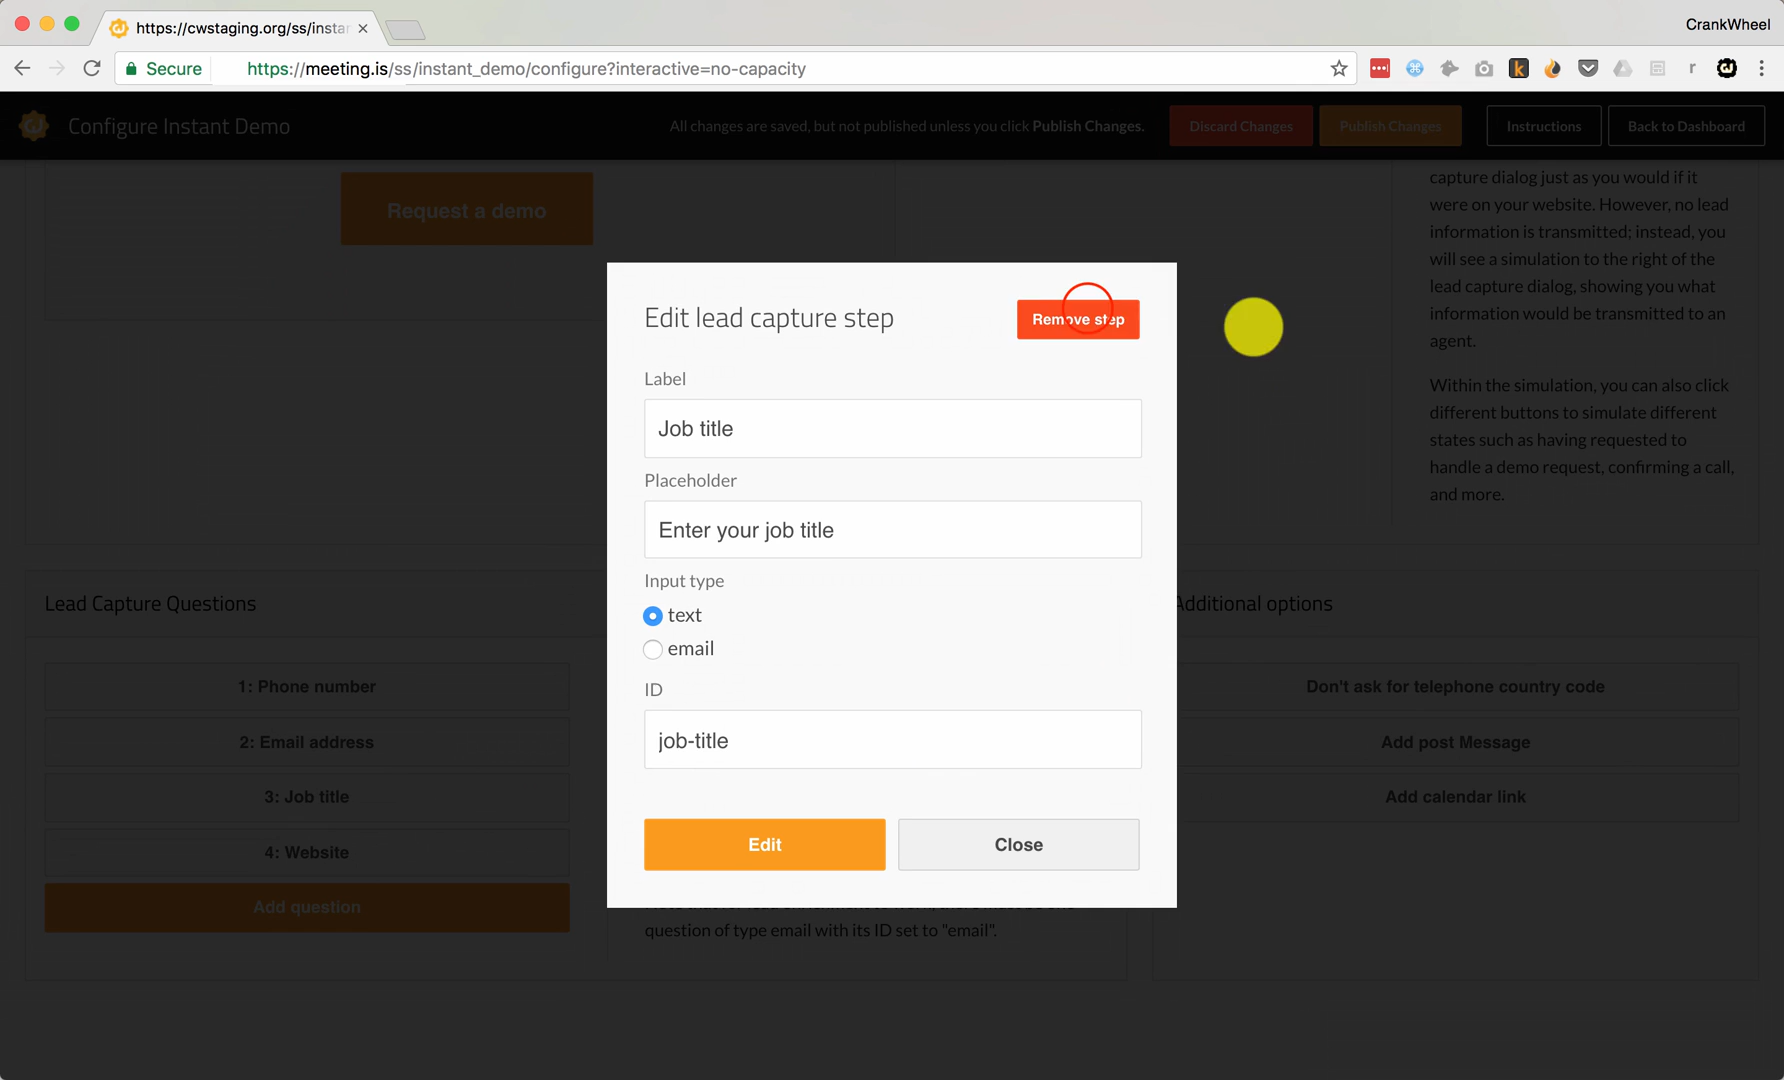 https://cwstaging.org/ss/insta
CrankWheel
Secure https://meeting.is/ss/instant_demo/configure?interactive=no-capacity
Configure Instant Demo
All changes are saved, but not published unless you click Publish Changes.
Discard Changes
Publish Changes
Instructions
Back to Dashboard
Request a demo
capture dialog just as you would if it
were on your website. However, no lead
information is transmitted; instead, you
will see a simulation to the right of the
lead capture dialog, showing you what
information would be transmitted to an
agent.
Within the simulation, you can also click
different buttons to simulate different
states such as having requested to
handle a demo request, confirming a call,
and more.
Edit lead capture step
Remove step
Label
Job title
Placeholder
Enter your job title
Input type
text
email
ID
job-title
Edit
Close
Lead Capture Questions
1: Phone number
2: Email address
3: Job title
4: Website
Add question
question of type email with its ID set to "email".
Additional options
Don't ask for telephone country code
Add post Message
Add calendar link